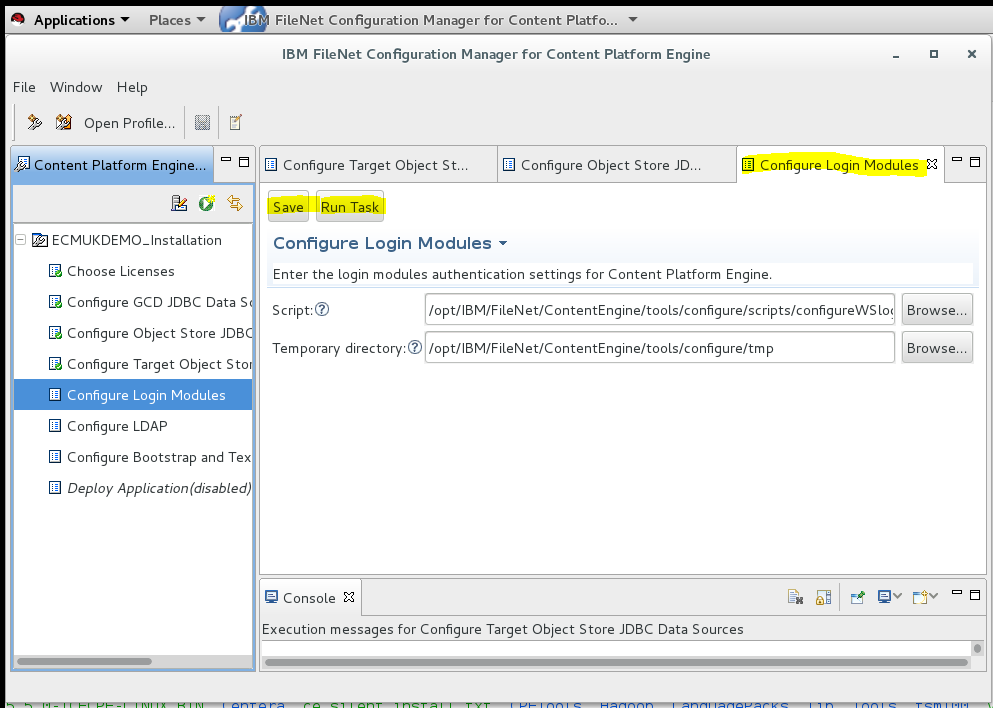 Applications Places IBM FileNet Configuration Manager for Content Platfo...
IBM FileNet Configuration Manager for Content Platform Engine
File Window Help
Open Profile...
Content Platform Engine...
Configure Target Object St...
Configure Object Store JD...
Configure Login Modules
Save
Run Task
ECMUKDEMO_Installation
Choose Licenses
Configure GCD JDBC Data So
Configure Object Store JDBC
Configure Target Object Stor
Configure Login Modules
Configure LDAP
Configure Bootstrap and Tex
Deploy Application(disabled)
Configure Login Modules
Enter the login modules authentication settings for Content Platform Engine.
Script: /opt/IBM/FileNet/ContentEngine/tools/configure/scripts/configureWSlog Browse...
Temporary directory: /opt/IBM/FileNet/ContentEngine/tools/configure/tmp Browse...
Console
Execution messages for Configure Target Object Store JDBC Data Sources